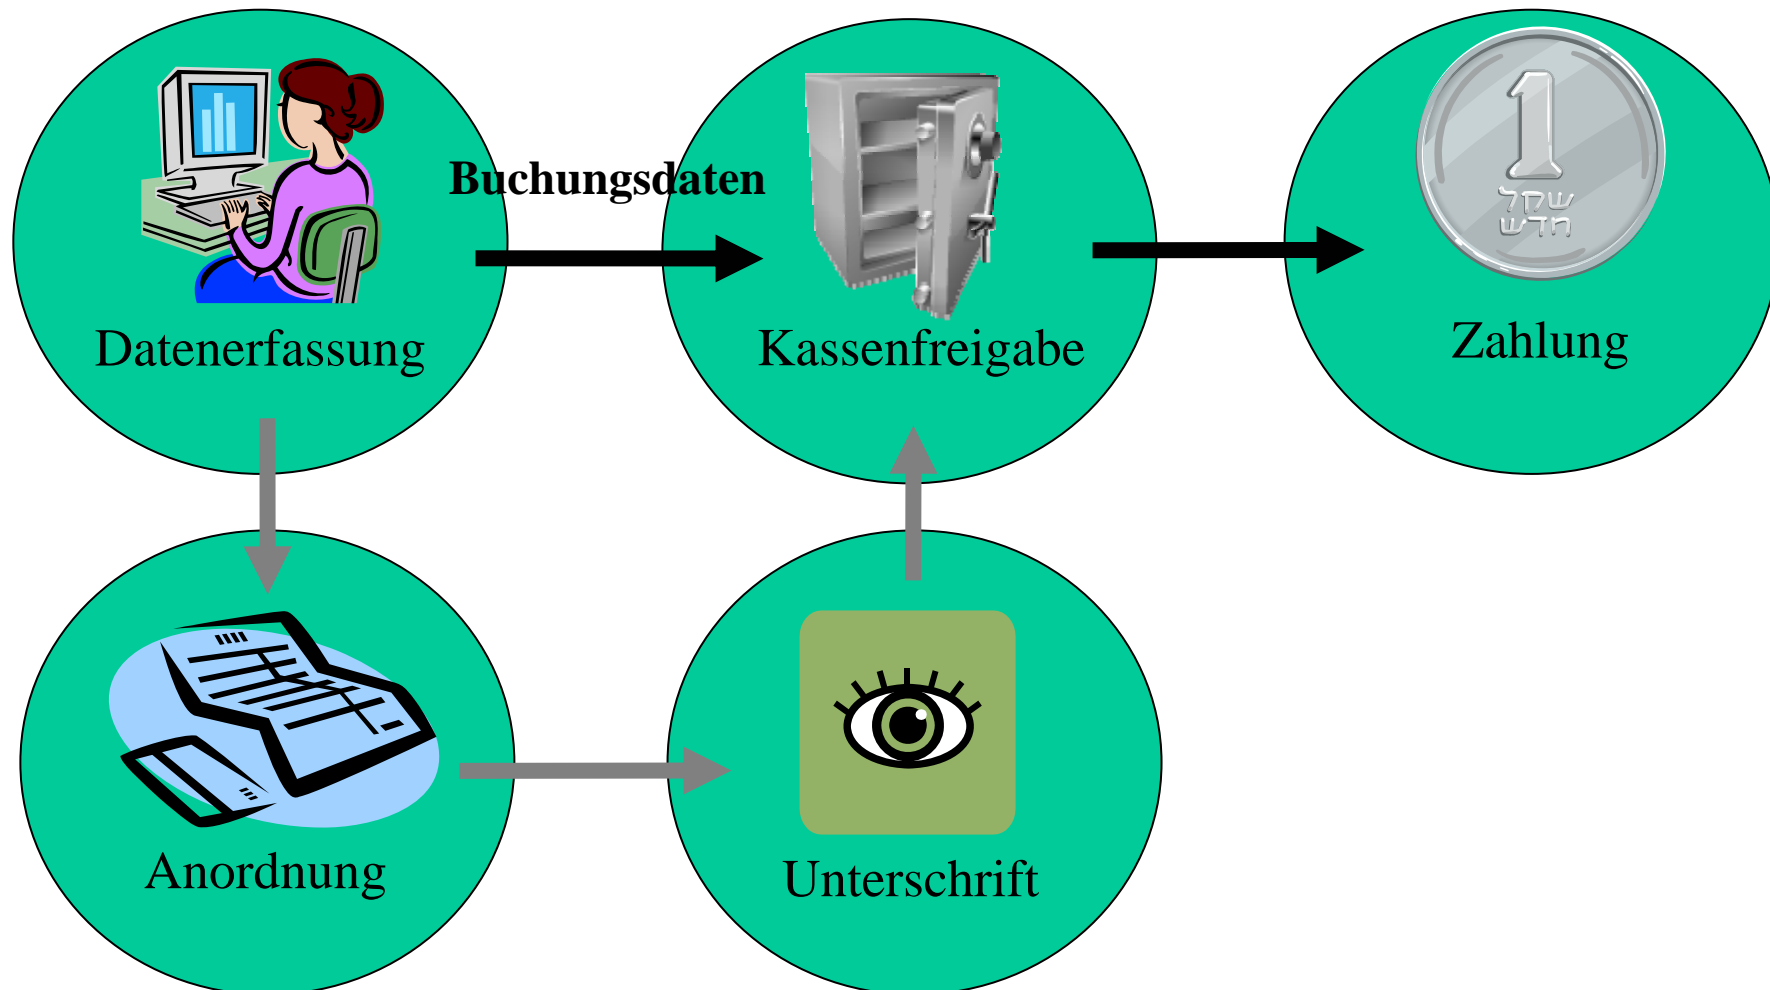 Buchungsdaten
1
שקל
חדש
Datenerfassung
Kassenfreigabe
Zahlung
Anordnung
Unterschrift